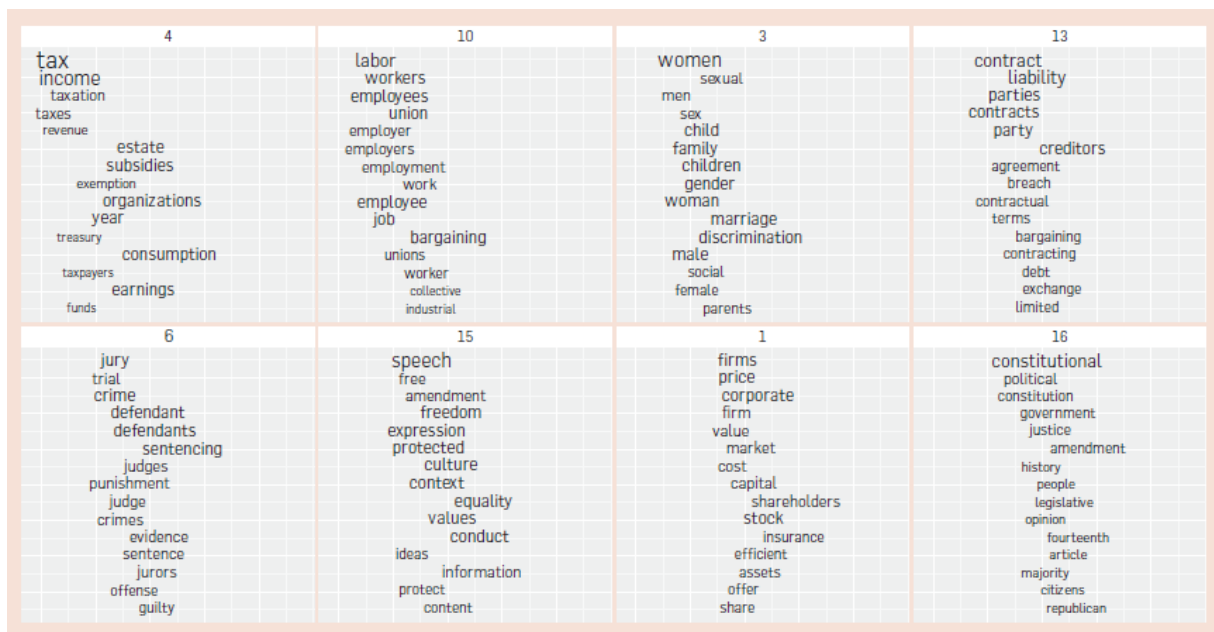 4
tax
income
taxation
taxes
revenue
estate
subsidies
exemption
organizations
year
treasury
consumption
taxpayers
earnings
funds
10
labor
workers
employees
union
employer
employers
employment
work
employee
job
bargaining
unions
worker
collective
industrial
3
women
sexual
men
sex
child
family
children
gender
woman
marriage
discrimination
male
social
female
parents
13
contract
liability
parties
contracts
party
creditors
agreement
breach
contractual
terms
bargaining
contracting
debt
exchange
limited
6
jury
trial
crime
defendant
defendants
sentencing
judges
punishment
judge
crimes
evidence
sentence
jurors
offense
guilty
15
speech
free
amendment
freedom
expression
protected
culture
context
equality
values
conduct
ideas
information
protect
content
1
firms
price
corporate
firm
value
market
cost
capital
shareholders
stock
insurance
efficient
assets
offer
share
16
constitutional
political
constitution
government
justice
amendment
history
people
legislative
opinion
fourteenth
article
majority
citizens
republican